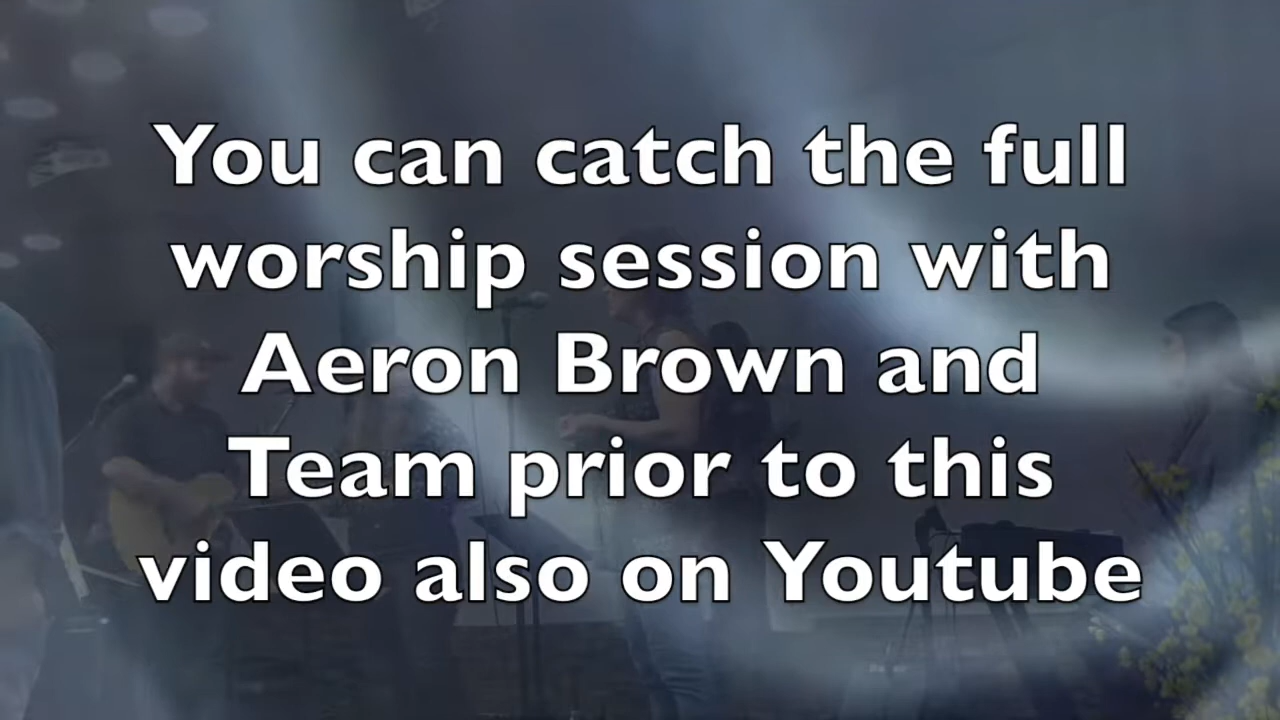 You can catch the full
worship session with
Aeron Brown and
Team prior to this
video also on Youtube